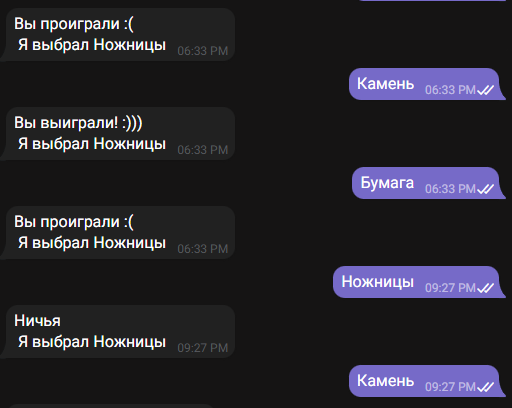 Вы проиграли :(
Я выбрал Ножницы 06:33 PM
Камень 06:33 PM
Вы выиграли! :)))
Я выбрал Ножницы 06:33 PM
Бумага 06:33 PM
Вы проиграли :(
Я выбрал Ножницы 06:33 PM
Ножницы 09:27 PM
Ничья
Я выбрал Ножницы 09:27 PM
Камень 09:27 PM